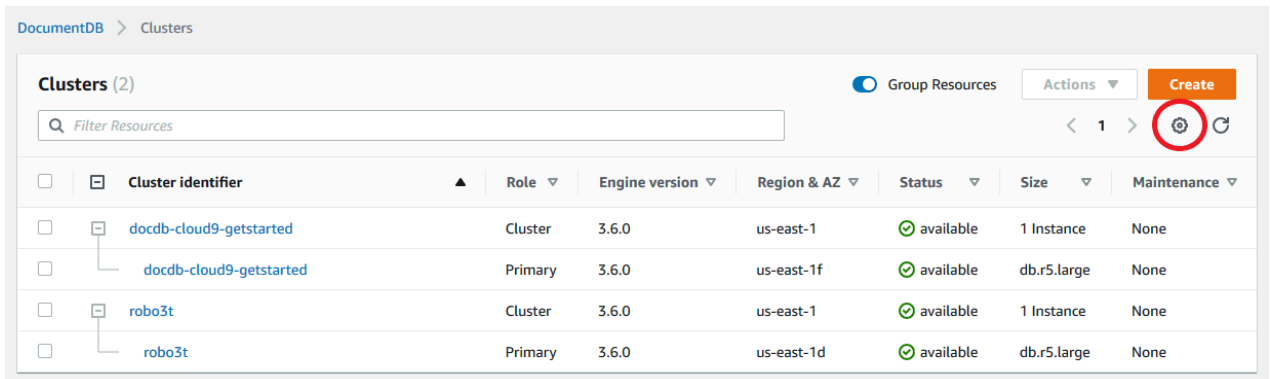 DocumentDB > Clusters
Clusters (2) Group Resources Actions Create
Filter Resources 1
Cluster identifier Role Engine version Region & AZ Status Size Maintenance
docdb-cloud9-getstarted Cluster 3.6.0 us-east-1 available 1 Instance None
docdb-cloud9-getstarted Primary 3.6.0 us-east-1f available db.r5.large None
robo3t Cluster 3.6.0 us-east-1 available 1 Instance None
robo3t Primary 3.6.0 us-east-1d available db.r5.large None